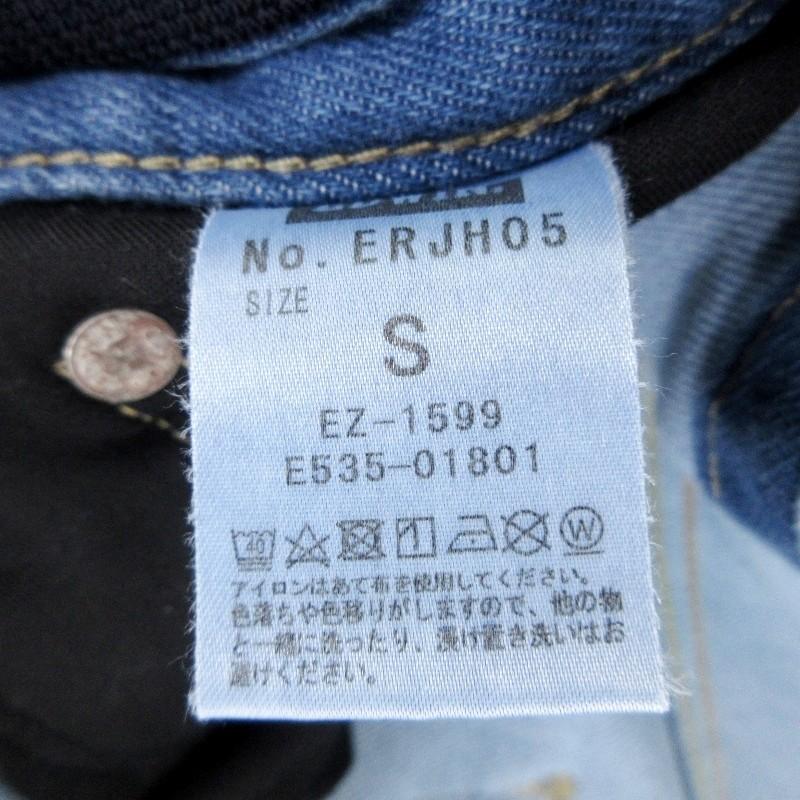 No. ERJH05
SIZE
S
EZ-1599
E535-01801
40 W
アイロンはあて布を使用してください。
色落ちや色移りがしますので、他の物
と一緒に洗ったり、漬け置き洗いはお
避けください。